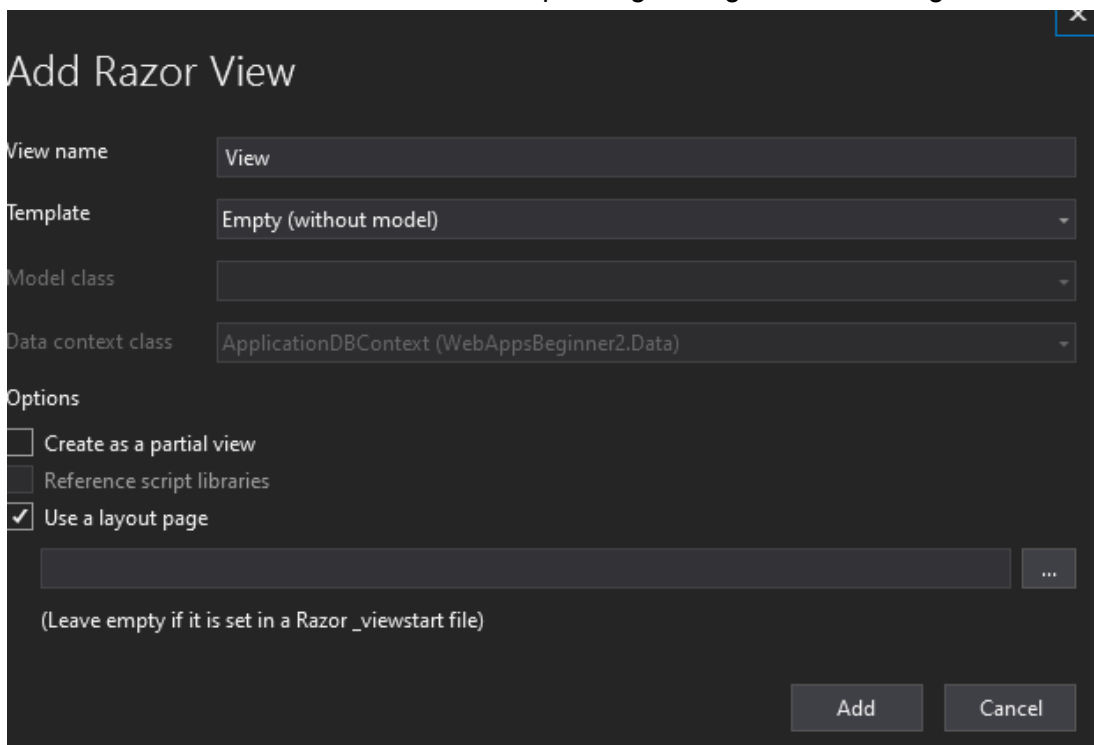 Add Razor View
View name
View
Template
Empty (without model)
Model class
Data context class
ApplicationDBContext (WebAppsBeginner2.Data)
Options
Create as a partial view
Reference script libraries
Use a layout page
...
(Leave empty if it is set in a Razor _viewstart file)
Add Cancel